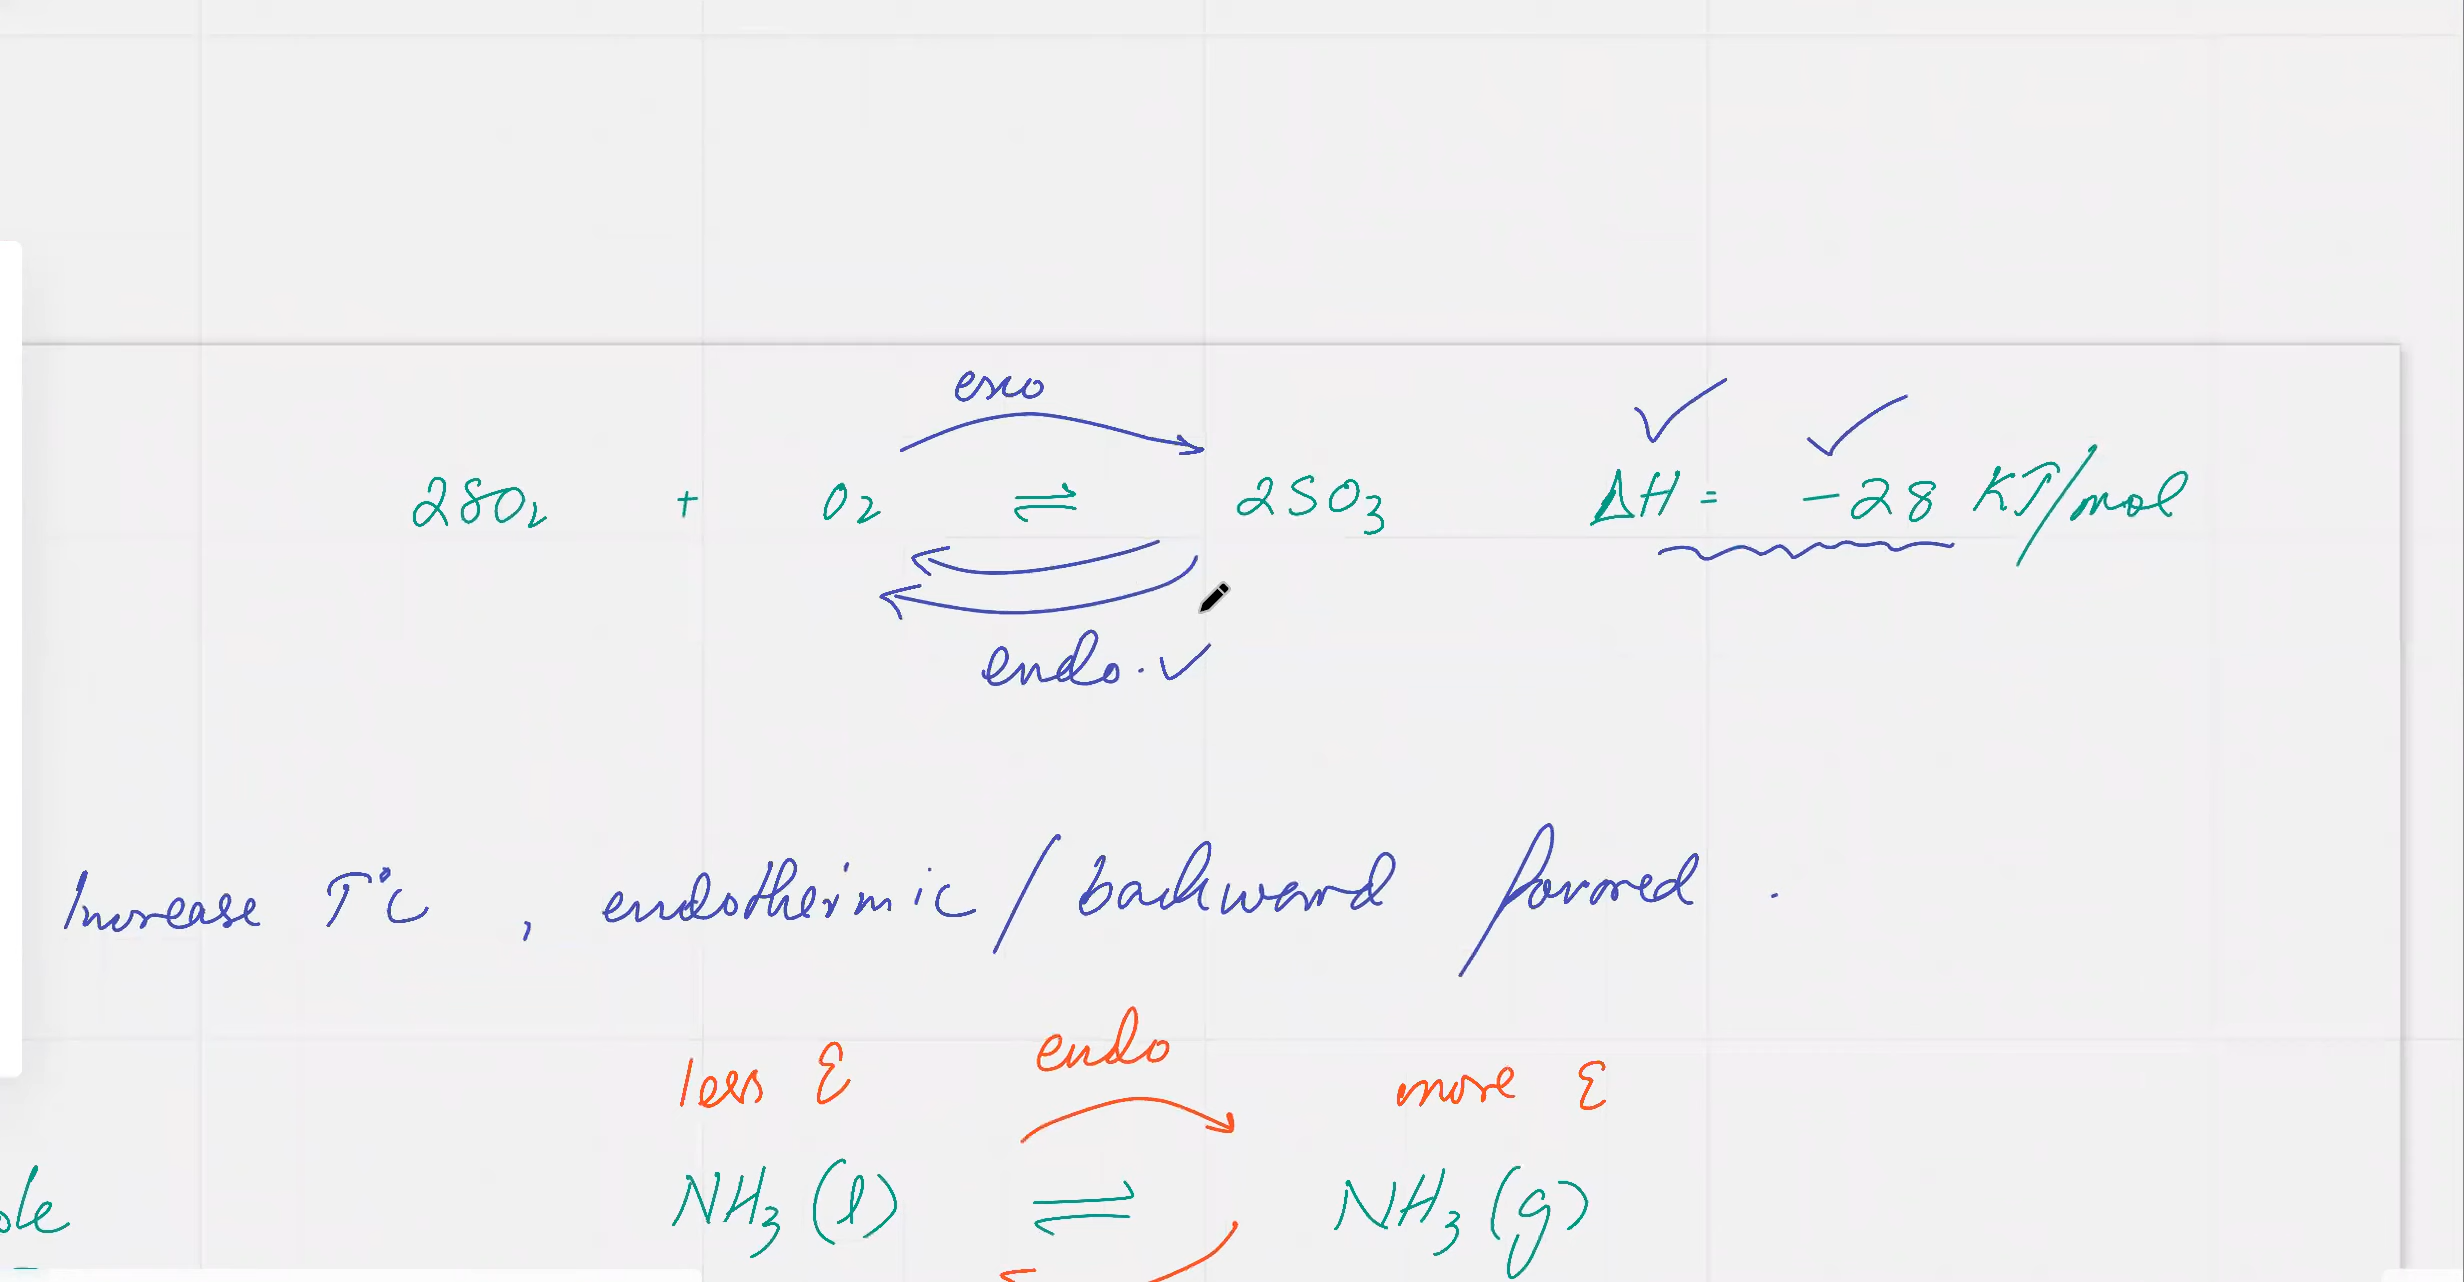 exo
2SO₂ + O₂ ⇌ 2SO₃ ΔH = -28 KJ/mol
endo.
Increase T°C , endothermic / backward favored .
less E endo more E
NH₃ (l) ⇌ NH₃ (g)